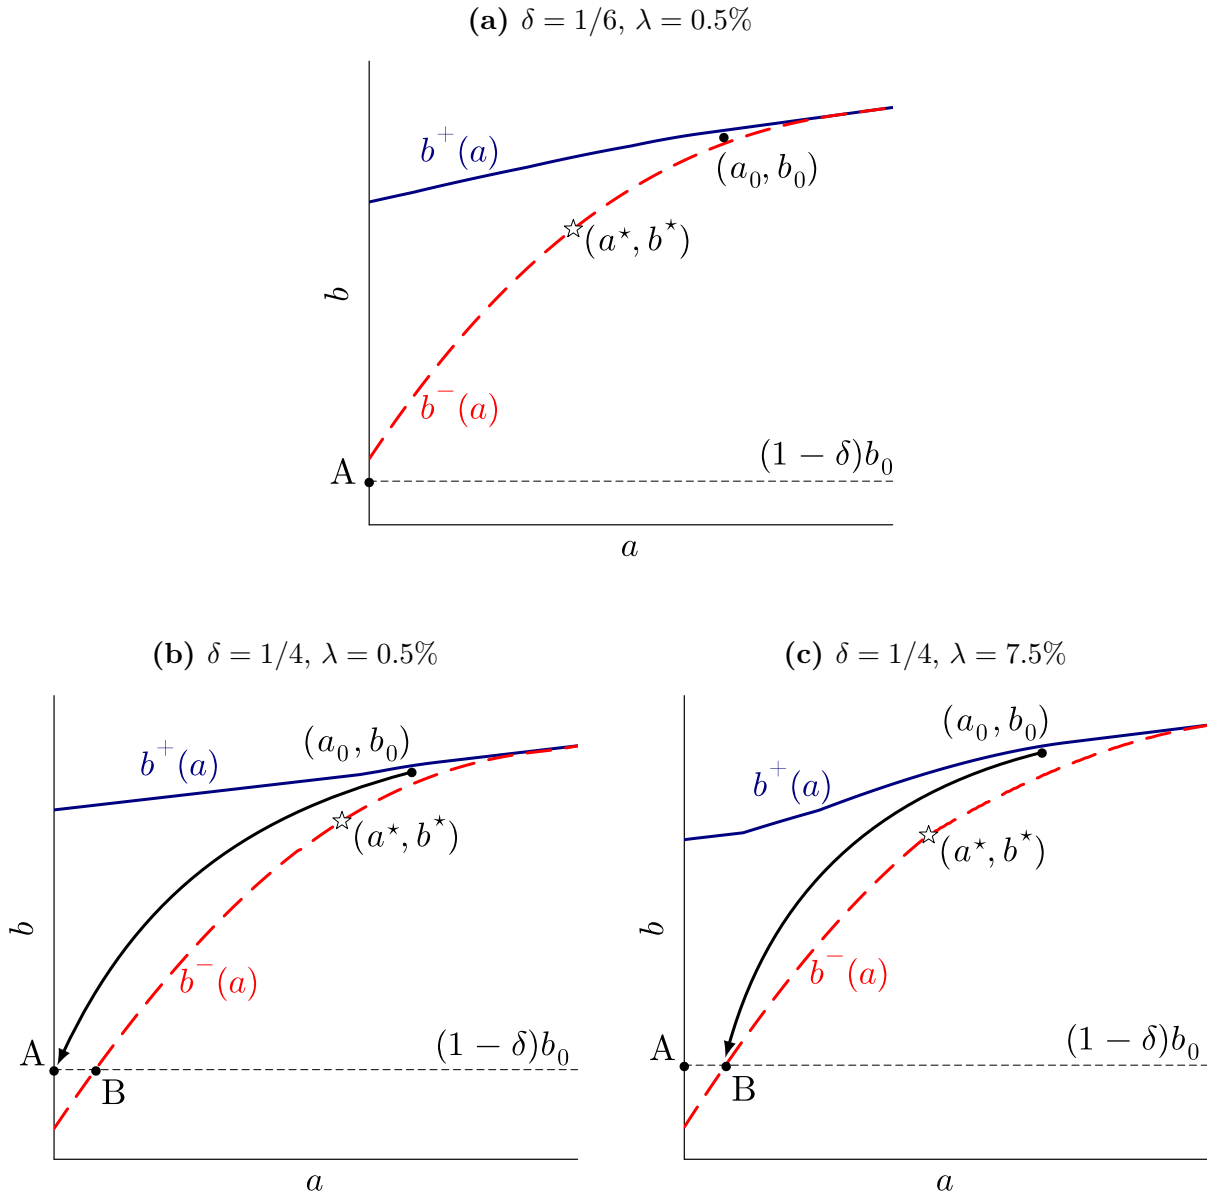 (a) δ = 1/6, λ = 0.5%
b⁺(a)
(a₀, b₀)
(a⋆, b⋆)
b
b⁻(a)
(1 − δ)b₀
A
a
(b) δ = 1/4, λ = 0.5%
(a₀, b₀)
b⁺(a)
(a⋆, b⋆)
b
b⁻(a)
(1 − δ)b₀
A
B
a
(c) δ = 1/4, λ = 7.5%
(a₀, b₀)
b⁺(a)
(a⋆, b⋆)
b
b⁻(a)
(1 − δ)b₀
A
B
a